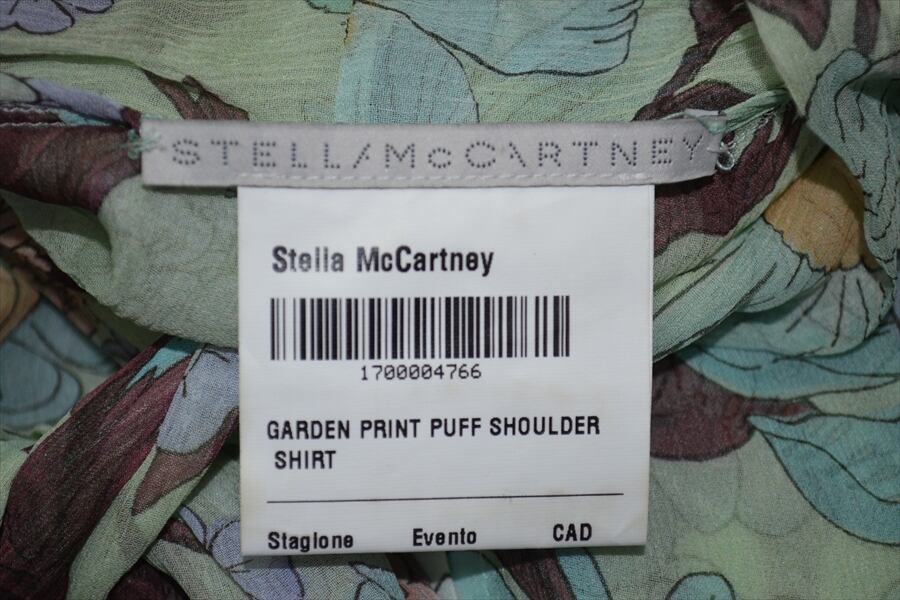 STELLA McCARTNEY
Stella McCartney
1700004766
GARDEN PRINT PUFF SHOULDER
SHIRT
Stagione Evento CAD